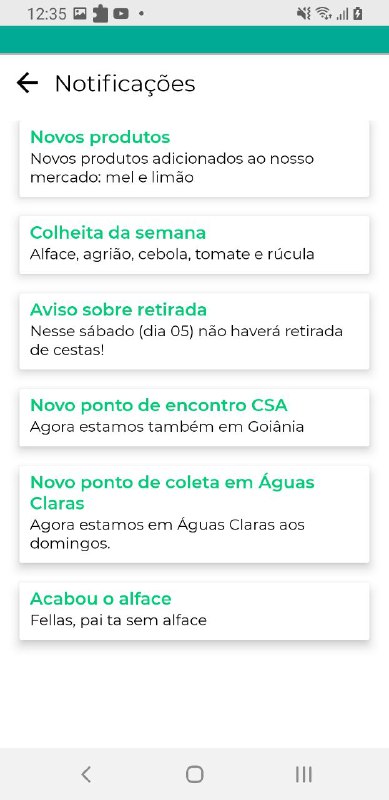 12:35
Notificações
Novos produtos
Novos produtos adicionados ao nosso
mercado: mel e limão
Colheita da semana
Alface, agrião, cebola, tomate e rúcula
Aviso sobre retirada
Nesse sábado (dia 05) não haverá retirada
de cestas!
Novo ponto de encontro CSA
Agora estamos também em Goiânia
Novo ponto de coleta em Águas
Claras
Agora estamos em Águas Claras aos
domingos.
Acabou o alface
Fellas, pai ta sem alface